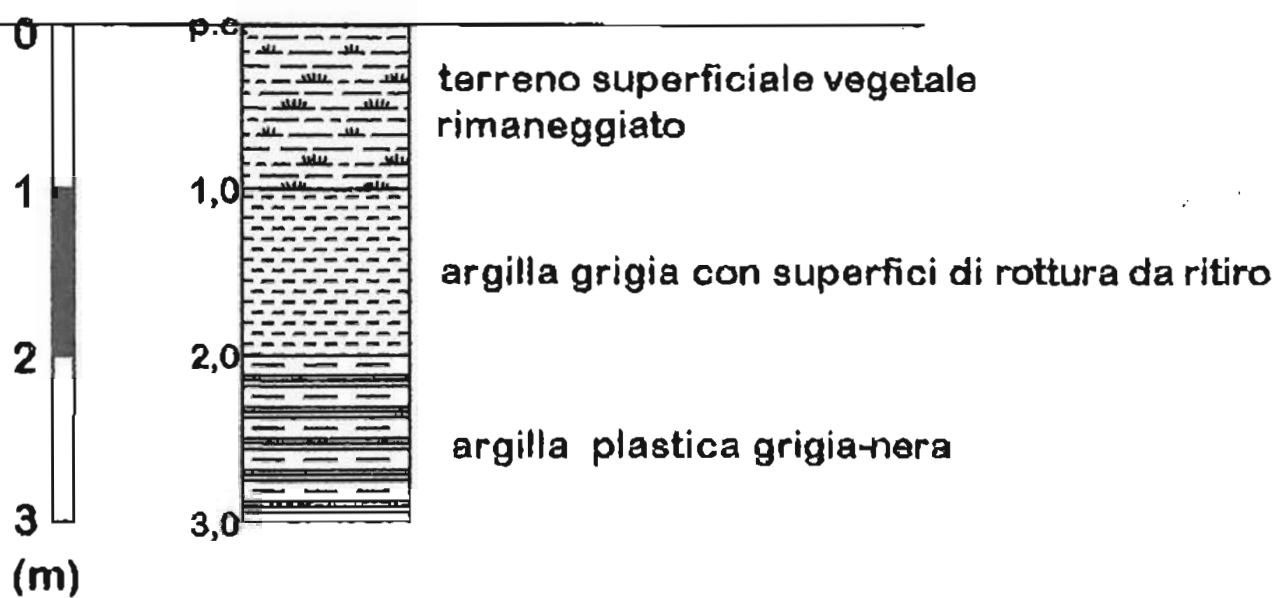 0
p.c
terreno superficiale vegetale
rimaneggiato
1
1,0
argilla grigia con superfici di rottura da ritiro
2
2,0
argilla plastica grigia-nera
3
3,0
(m)